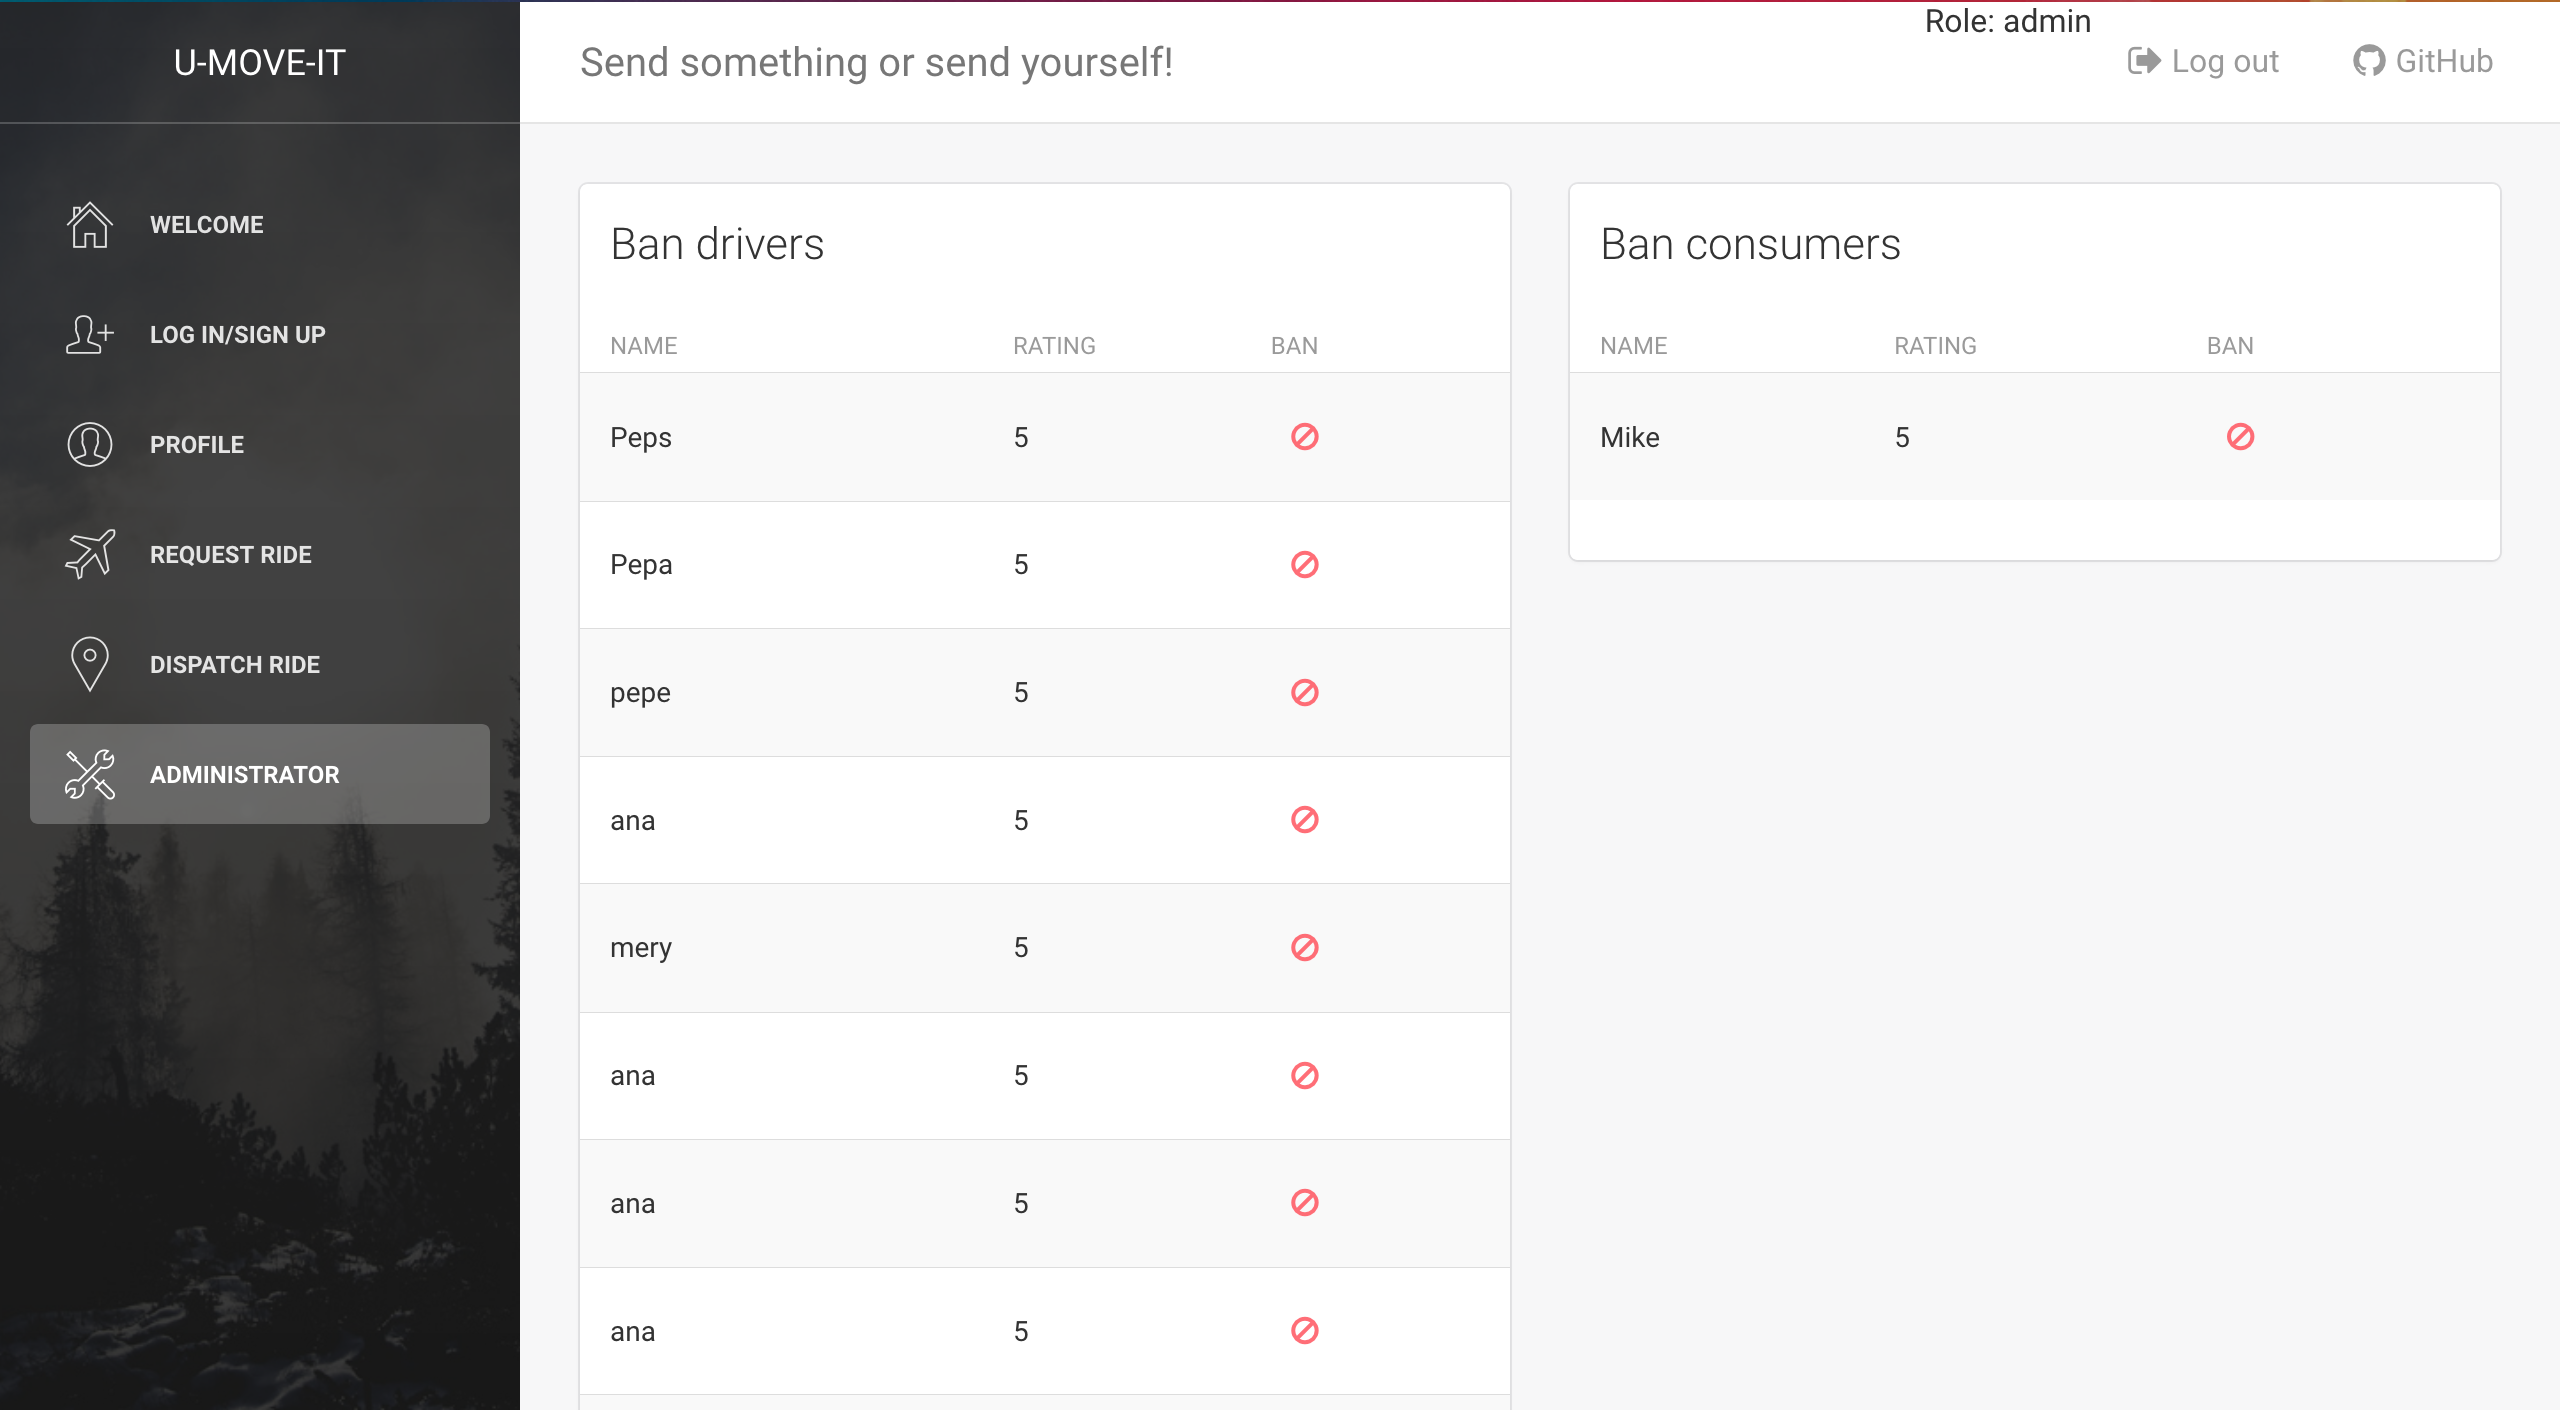 U-MOVE-IT
WELCOME
LOG IN/SIGN UP
PROFILE
REQUEST RIDE
DISPATCH RIDE
ADMINISTRATOR
Send something or send yourself!
Role: admin
Log out
GitHub
Ban drivers
NAME RATING BAN
Peps 5
Pepa 5
pepe 5
ana 5
mery 5
ana 5
ana 5
ana 5
Ban consumers
NAME RATING BAN
Mike 5